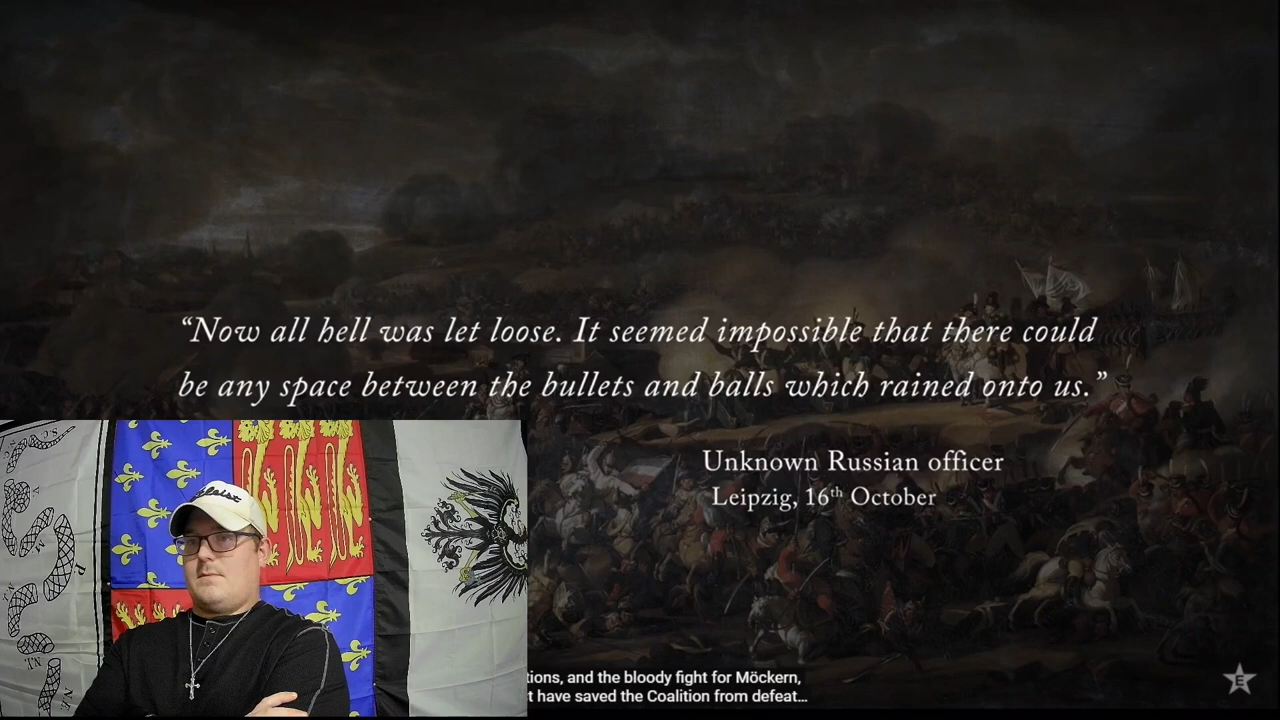 “Now all hell was let loose. It seemed impossible that there could
be any space between the bullets and balls which rained onto us.”
Unknown Russian officer
Leipzig, 16th October
Titleist
S.C.
N.C.
V.
M.
P.
N.E.
tions, and the bloody fight for Möckern,
t have saved the Coalition from defeat...
E